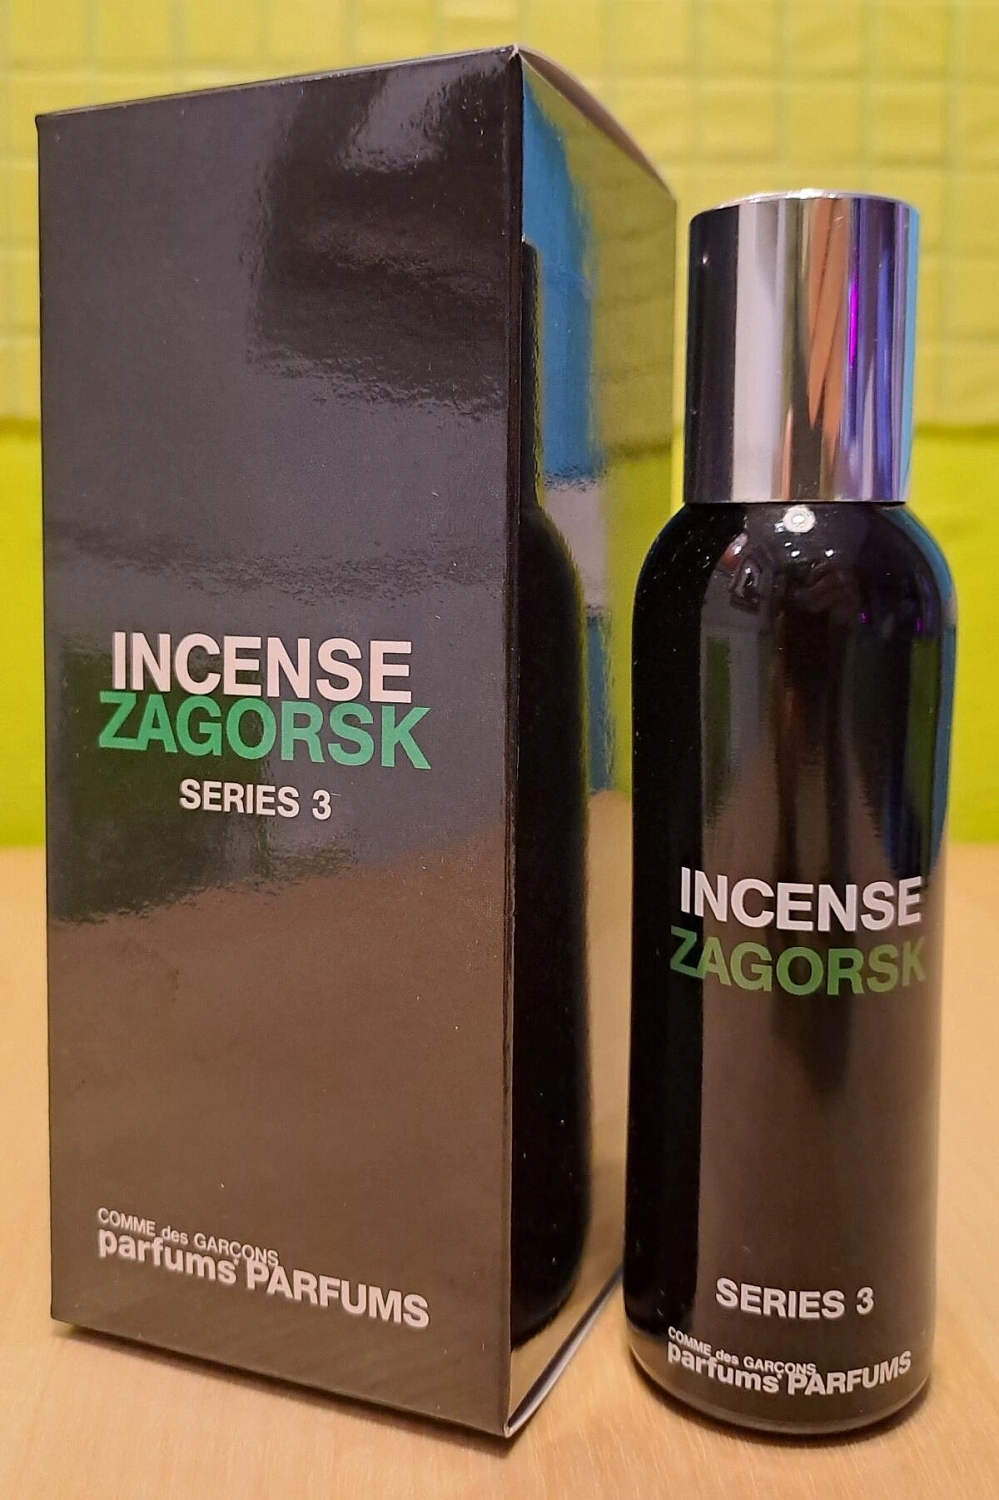 INCENSE
ZAGORSK
SERIES 3
COMME des GARÇONS
parfums PARFUMS
INCENSE
ZAGORSK
SERIES 3
COMME des GARÇONS
parfums PARFUMS